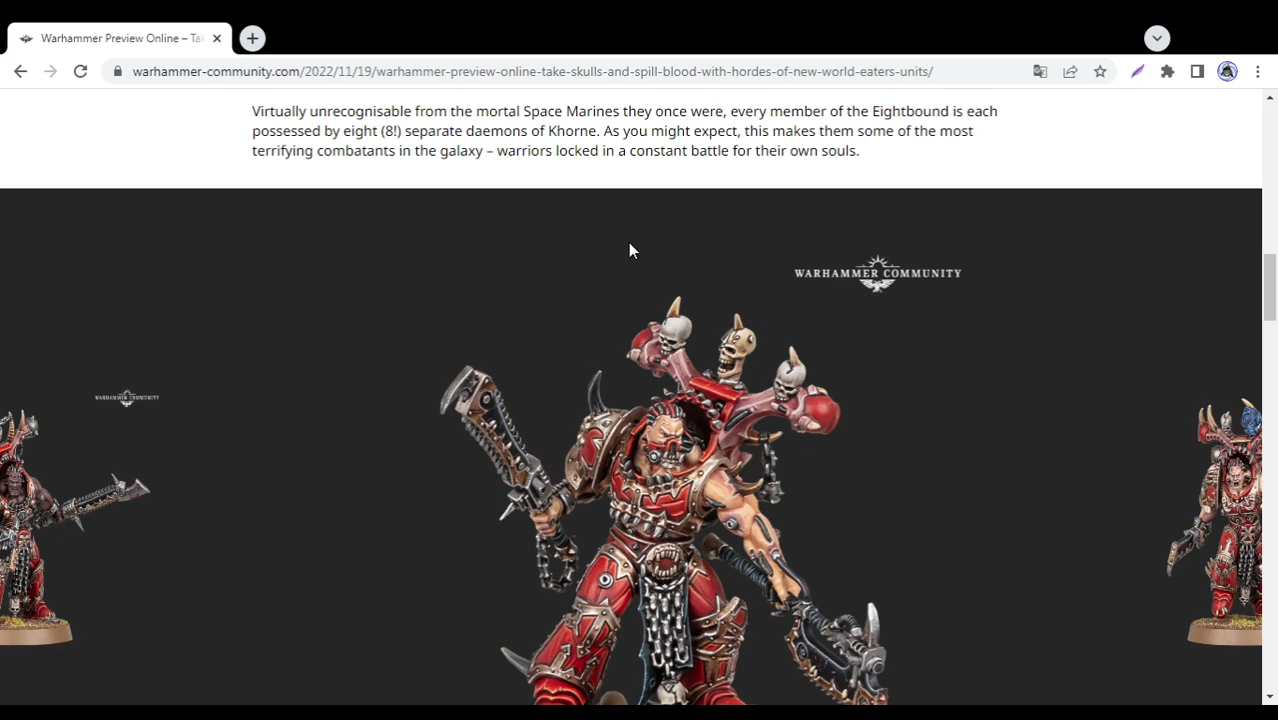 Warhammer Preview Online – Ta
warhammer-community.com/2022/11/19/warhammer-preview-online-take-skulls-and-spill-blood-with-hordes-of-new-world-eaters-units/
Virtually unrecognisable from the mortal Space Marines they once were, every member of the Eightbound is each
possessed by eight (8!) separate daemons of Khorne. As you might expect, this makes them some of the most
terrifying combatants in the galaxy – warriors locked in a constant battle for their own souls.
WARHAMMER COMMUNITY
WARHAMMER COMMUNITY